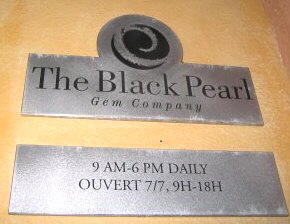 The Black Pearl
Gem Company
9 AM-6 PM DAILY
OUVERT 7/7, 9H-18H